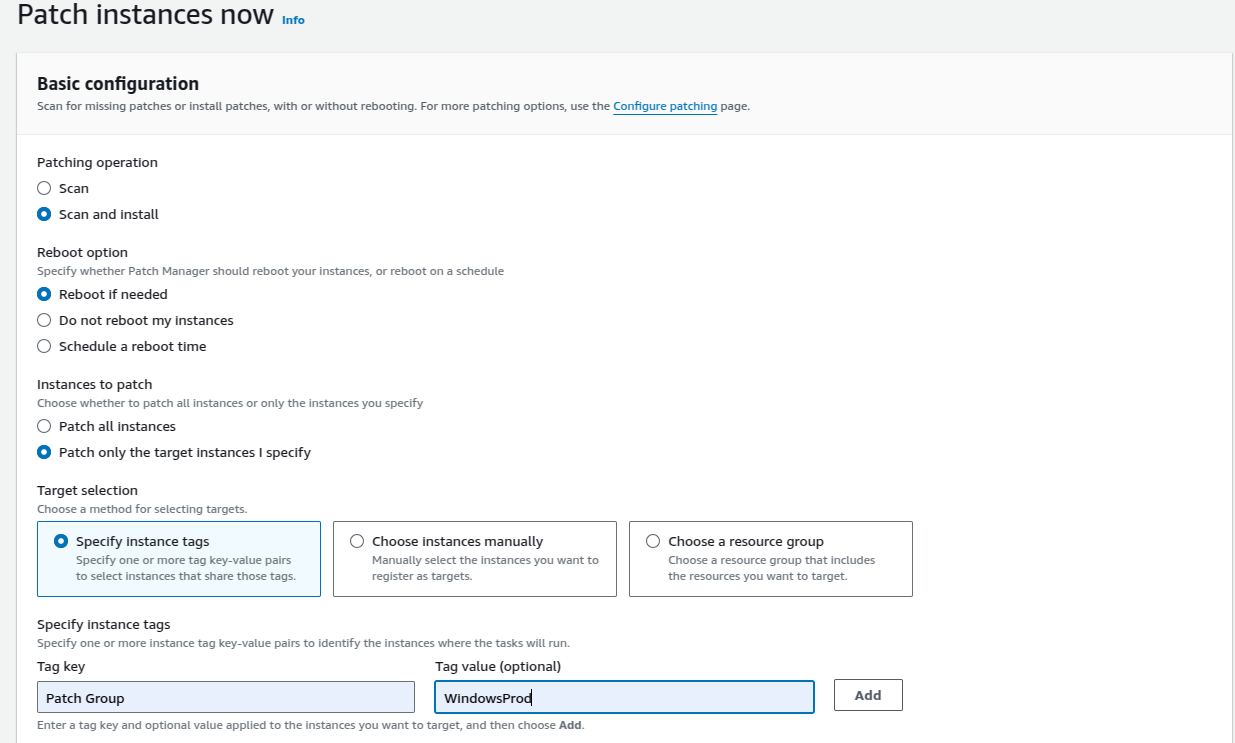 Patch instances now Info
Basic configuration
Scan for missing patches or install patches, with or without rebooting. For more patching options, use the Configure patching page.
Patching operation
Scan
Scan and install
Reboot option
Specify whether Patch Manager should reboot your instances, or reboot on a schedule
Reboot if needed
Do not reboot my instances
Schedule a reboot time
Instances to patch
Choose whether to patch all instances or only the instances you specify
Patch all instances
Patch only the target instances I specify
Target selection
Choose a method for selecting targets.
Specify instance tags
Specify one or more tag key-value pairs
to select instances that share those tags.
Choose instances manually
Manually select the instances you want to
register as targets.
Choose a resource group
Choose a resource group that includes
the resources you want to target.
Specify instance tags
Specify one or more instance tag key-value pairs to identify the instances where the tasks will run.
Tag key
Tag value (optional)
Patch Group
WindowsProd
Add
Enter a tag key and optional value applied to the instances you want to target, and then choose Add.